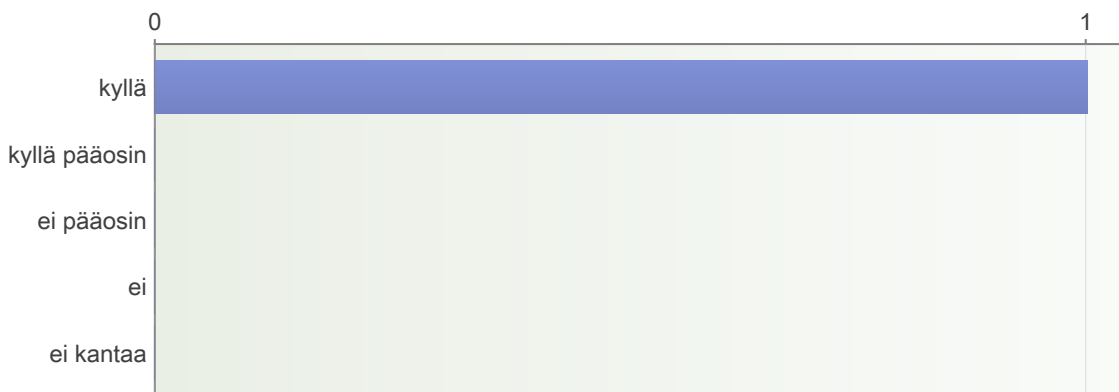 0 1
kyllä
kyllä pääosin
ei pääosin
ei
ei kantaa